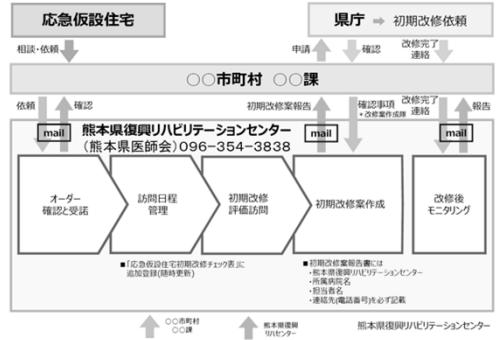 応急仮設住宅
県庁 ➡ 初期改修依頼
相談・依頼
申請
確認
改修完了
連絡
○○市町村 ○○課
依頼
確認
初期改修案報告
確認事項
*改修案作成隊
改修完了
連絡
報告
mail
mail
mail
熊本県復興リハビリテーションセンター
(熊本県医師会)096-354-3838
オーダー
確認と受諾
訪問日程
管理
初期改修
評価訪問
初期改修案作成
改修後
モニタリング
■「応急仮設住宅初期改修チェック表」に
追加登録(随時更新)
■初期改修案報告書には
・熊本県復興リハビリテーションセンター
・所属病院名
・担当者名
・連絡先(電話番号)を必ず記載
○○市町村
○○課
熊本県復興
リハセンター
熊本県復興リハビリテーションセンター